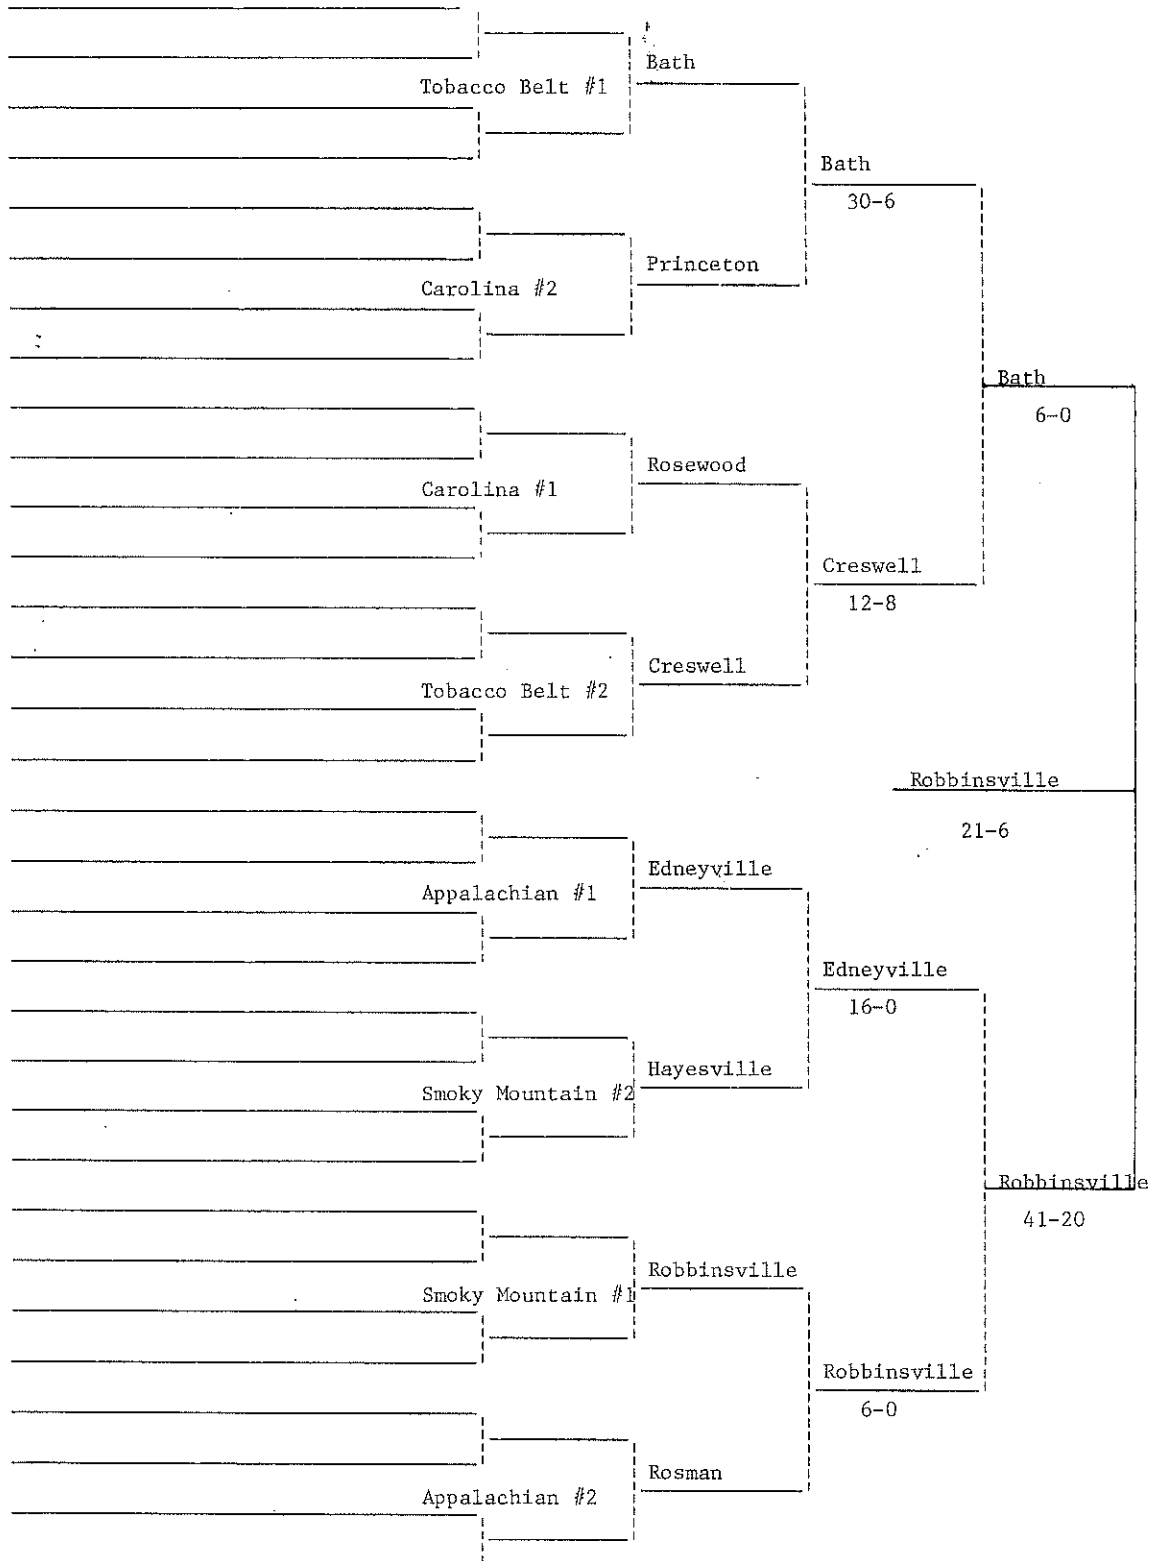 Bath
Tobacco Belt #1
Bath
30-6
Princeton
Carolina #2
Bath
6-0
Rosewood
Carolina #1
Creswell
12-8
Creswell
Tobacco Belt #2
Robbinsville
21-6
Edneyville
Appalachian #1
Edneyville
16-0
Hayesville
Smoky Mountain #2
Robbinsville
41-20
Robbinsville
Smoky Mountain #1
Robbinsville
6-0
Rosman
Appalachian #2